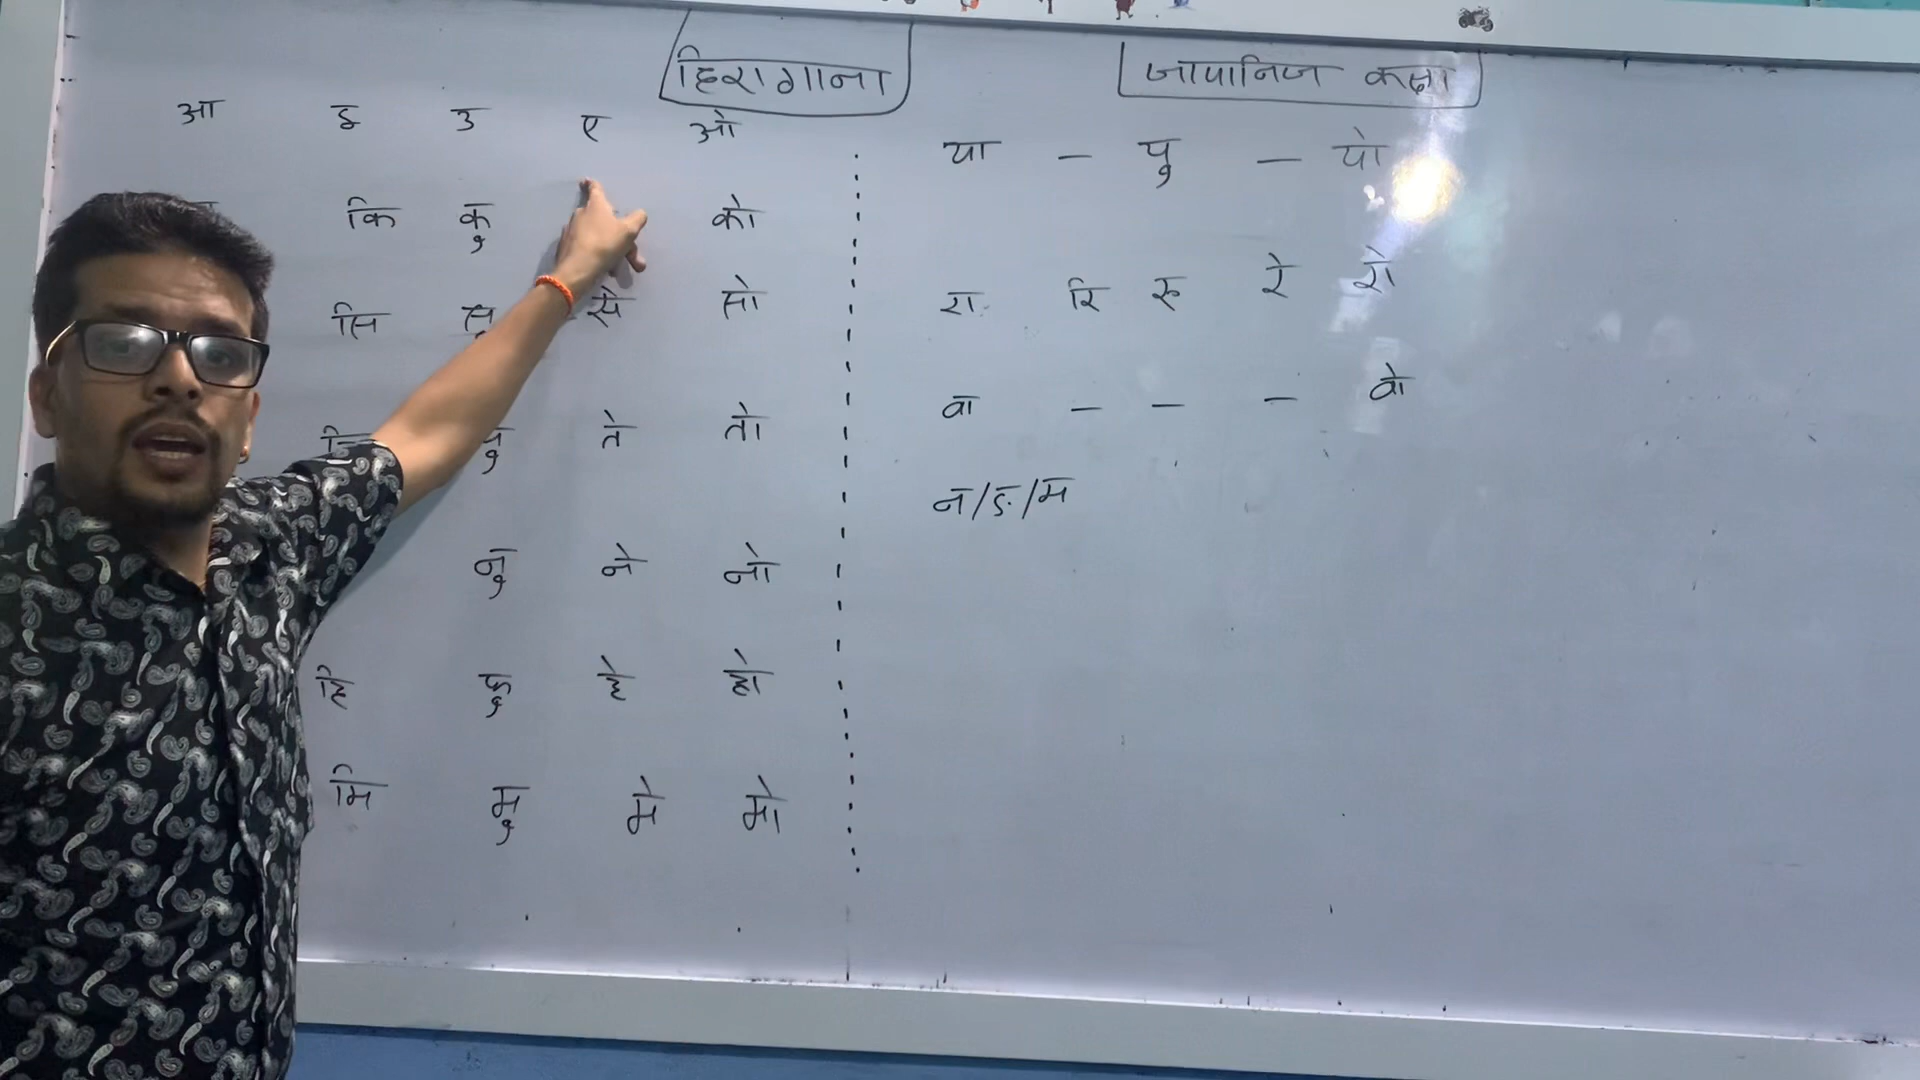 हिरागाना
जापानिज कक्षा
आ इ उ ए ओ
कि कु को
सि सु से सो
ते तो
नु ने नो
हि फु हे हो
मि मु मे मो
या – यु – यो
रा रि रु रे रो
वा – – – वो
न/ङ/म